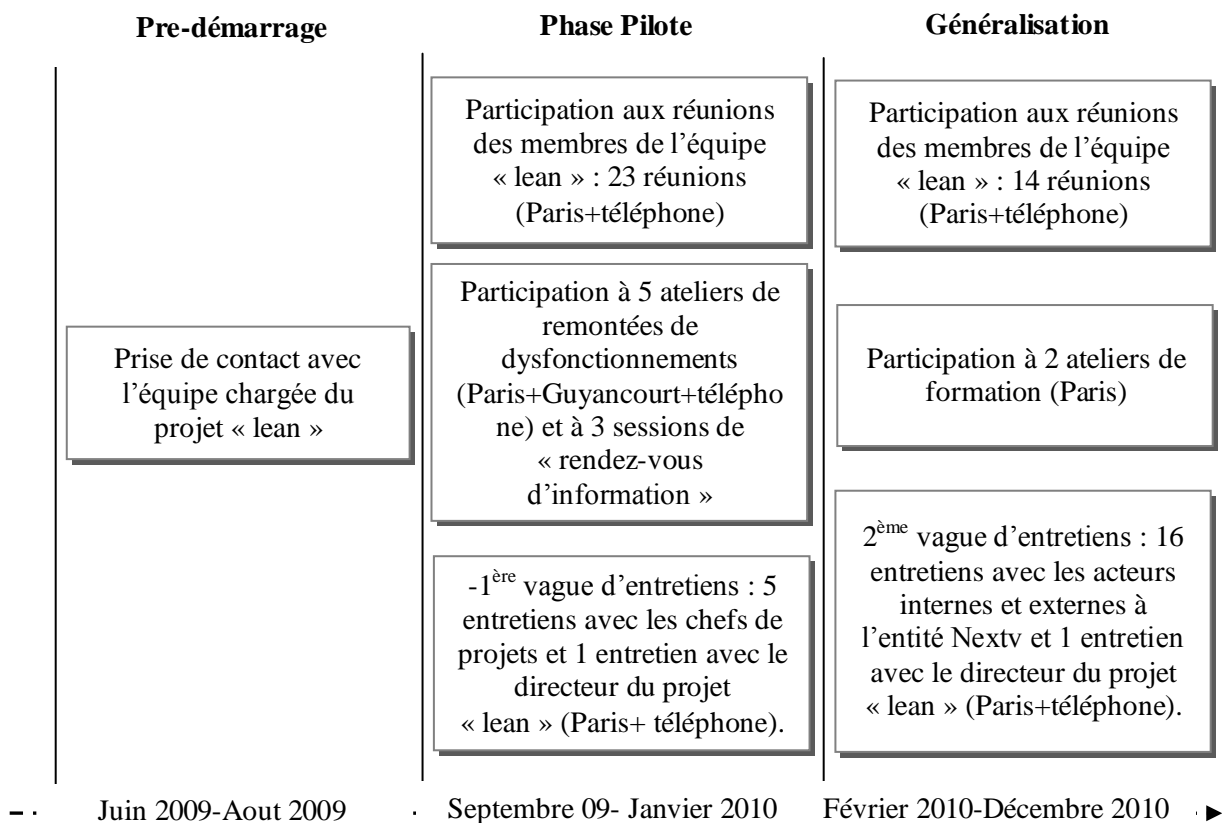 Pre-démarrage
Phase Pilote
Généralisation
Prise de contact avec
l’équipe chargée du
projet « lean »
Participation aux réunions
des membres de l’équipe
« lean » : 23 réunions
(Paris+téléphone)
Participation à 5 ateliers de
remontées de
dysfonctionnements
(Paris+Guyancourt+télépho
ne) et à 3 sessions de
« rendez-vous
d’information »
-1ère vague d’entretiens : 5
entretiens avec les chefs de
projets et 1 entretien avec le
directeur du projet
« lean » (Paris+ téléphone).
Participation aux réunions
des membres de l’équipe
« lean » : 14 réunions
(Paris+téléphone)
Participation à 2 ateliers de
formation (Paris)
2ème vague d’entretiens : 16
entretiens avec les acteurs
internes et externes à
l’entité Nextv et 1 entretien
avec le directeur du projet
« lean » (Paris+téléphone).
Juin 2009-Aout 2009
Septembre 09- Janvier 2010
Février 2010-Décembre 2010